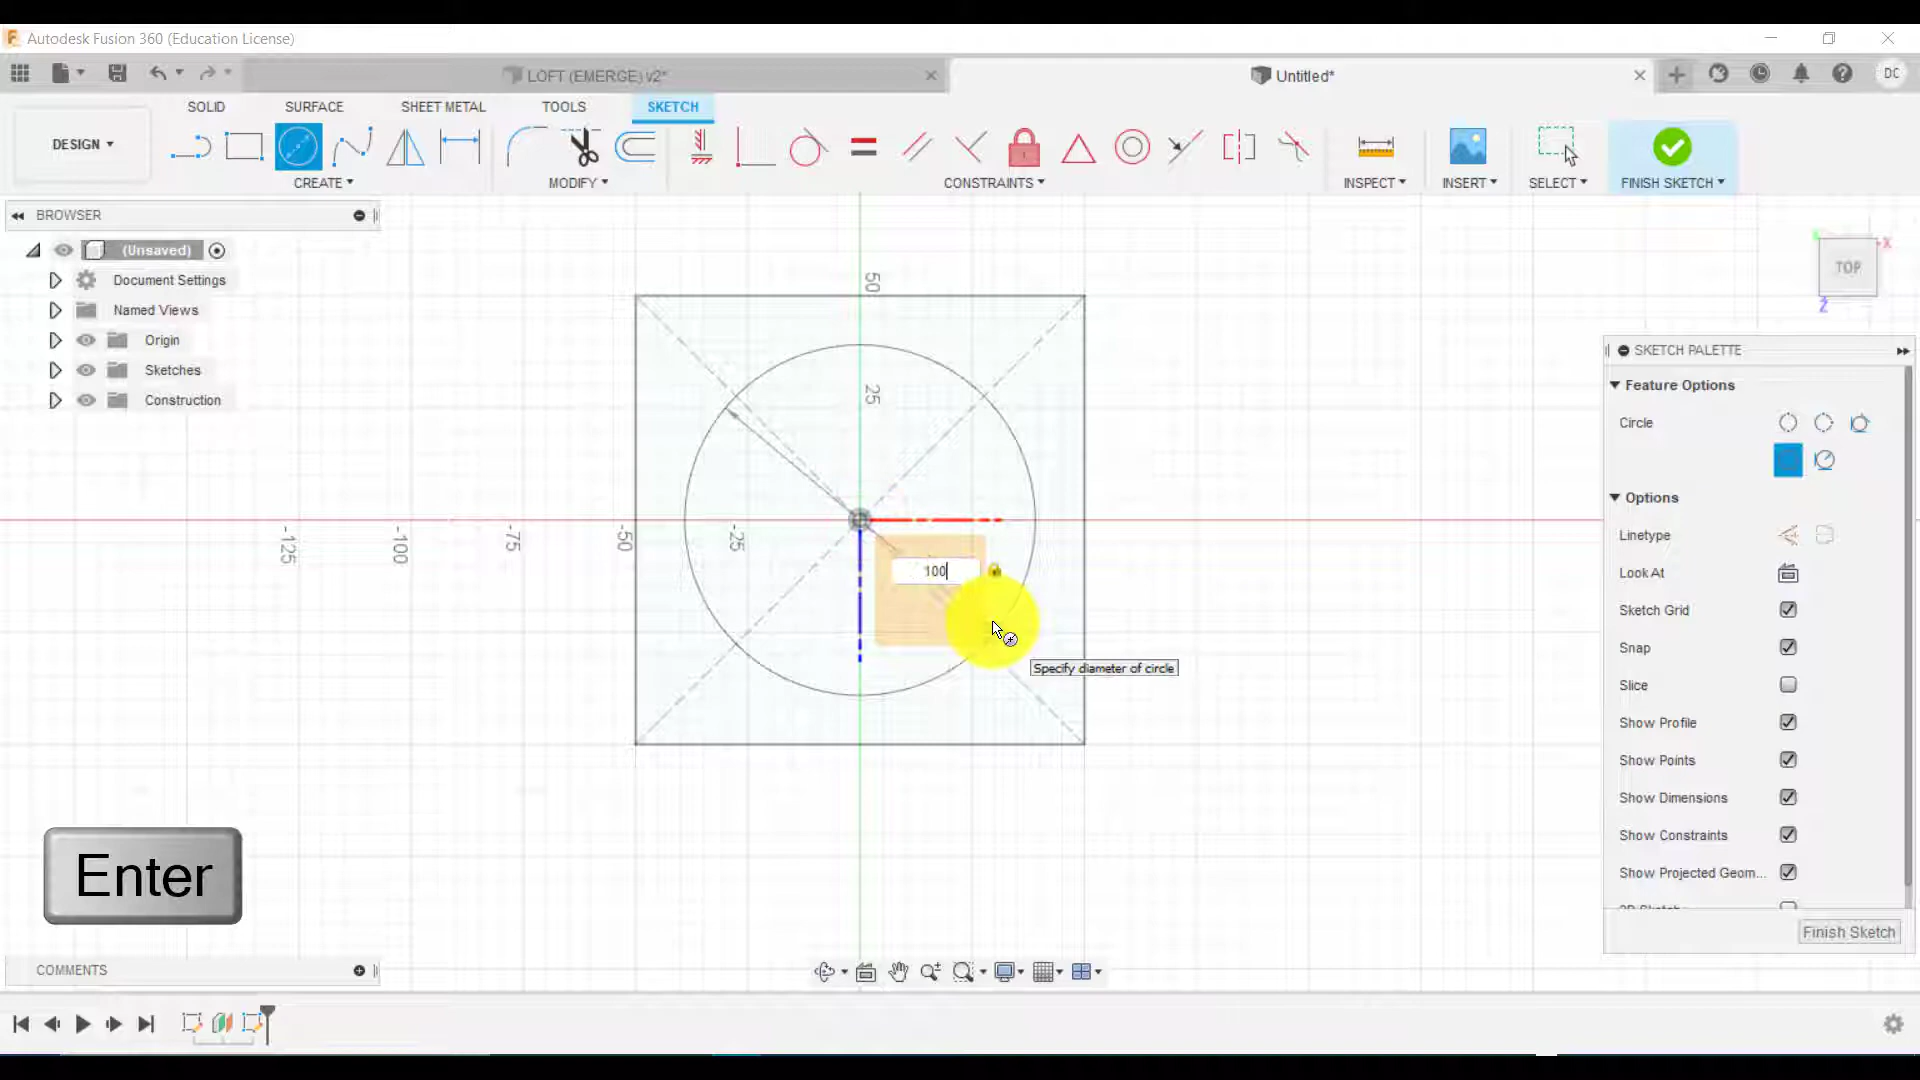 Autodesk Fusion 360 (Education License)
LOFT (EMERGE) v2*
Untitled*
DC
SOLID
SURFACE
SHEET METAL
TOOLS
SKETCH
DESIGN
CREATE
MODIFY
CONSTRAINTS
INSPECT
INSERT
SELECT
FINISH SKETCH
BROWSER
(Unsaved)
Document Settings
Named Views
Origin
Sketches
Construction
50
25
-125
-100
-75
-50
-25
100
Specify diameter of circle
TOP
X
Z
SKETCH PALETTE
Feature Options
Circle
Options
Linetype
Look At
Sketch Grid
Snap
Slice
Show Profile
Show Points
Show Dimensions
Show Constraints
Show Projected Geom...
Finish Sketch
Enter
COMMENTS